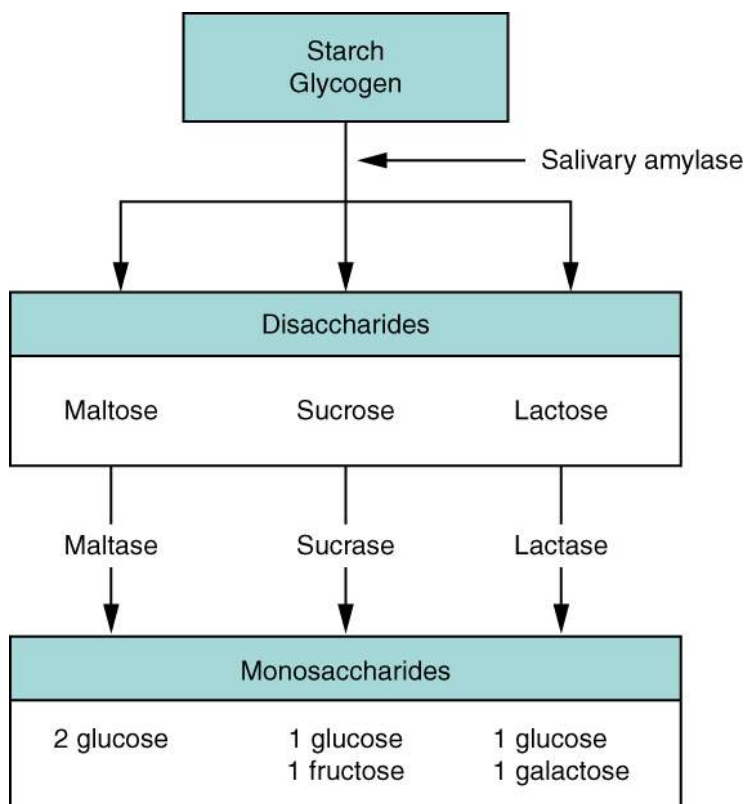 Starch
Glycogen
Salivary amylase
Disaccharides
Maltose Sucrose Lactose
Maltase Sucrase Lactase
Monosaccharides
2 glucose 1 glucose 1 glucose
1 fructose 1 galactose